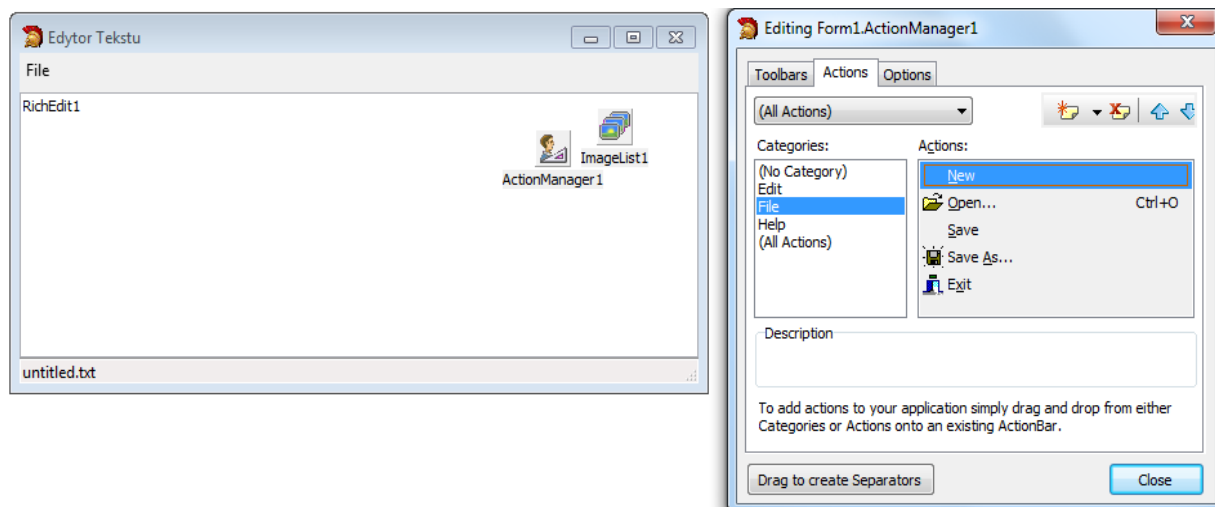 Edytor Tekstu
File
RichEdit1
ImageList1
ActionManager1
untitled.txt
Editing Form1.ActionManager1
Toolbars Actions Options
(All Actions)
Categories:
(No Category)
Edit
File
Help
(All Actions)
Actions:
New
Open... Ctrl+O
Save
Save As...
Exit
Description
To add actions to your application simply drag and drop from either
Categories or Actions onto an existing ActionBar.
Drag to create Separators
Close